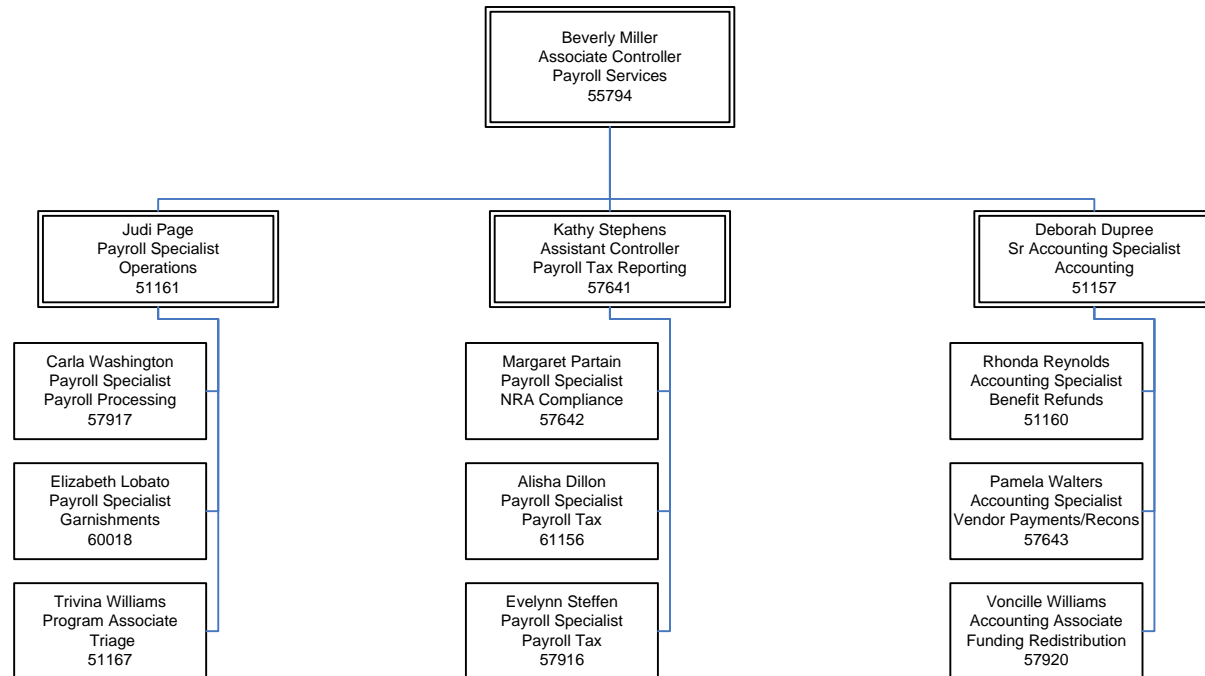 Beverly Miller
Associate Controller
Payroll Services
55794
Judi Page
Payroll Specialist
Operations
51161
Kathy Stephens
Assistant Controller
Payroll Tax Reporting
57641
Deborah Dupree
Sr Accounting Specialist
Accounting
51157
Carla Washington
Payroll Specialist
Payroll Processing
57917
Margaret Partain
Payroll Specialist
NRA Compliance
57642
Rhonda Reynolds
Accounting Specialist
Benefit Refunds
51160
Elizabeth Lobato
Payroll Specialist
Garnishments
60018
Alisha Dillon
Payroll Specialist
Payroll Tax
61156
Pamela Walters
Accounting Specialist
Vendor Payments/Recons
57643
Trivina Williams
Program Associate
Triage
51167
Evelynn Steffen
Payroll Specialist
Payroll Tax
57916
Voncille Williams
Accounting Associate
Funding Redistribution
57920